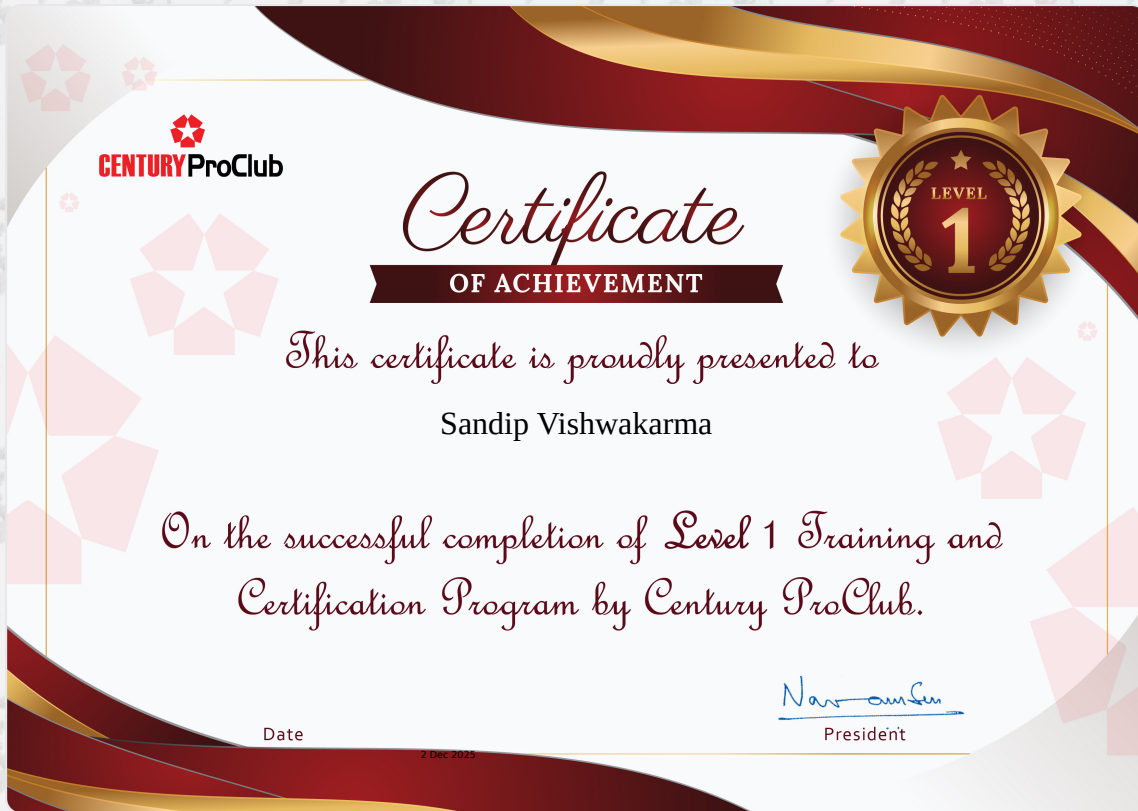 CENTURY ProClub
LEVEL
1
Certificate
OF ACHIEVEMENT
This certificate is proudly presented to
Sandip Vishwakarma
On the successful completion of Level 1 Training and
Certification Program by Century ProClub.
Date
President
2 Dec 2025